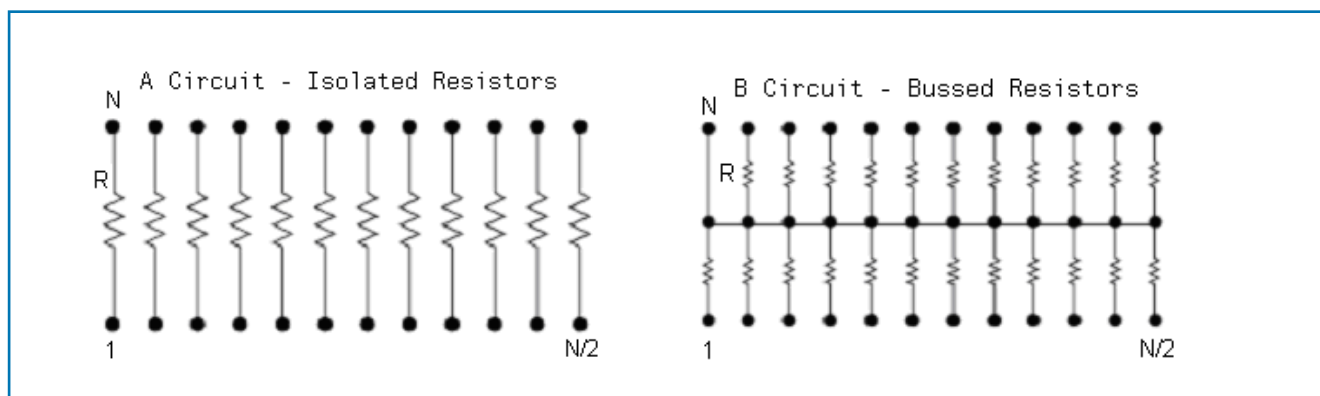 A Circuit - Isolated Resistors
N
R
1
N/2
B Circuit - Bussed Resistors
N
R
1
N/2